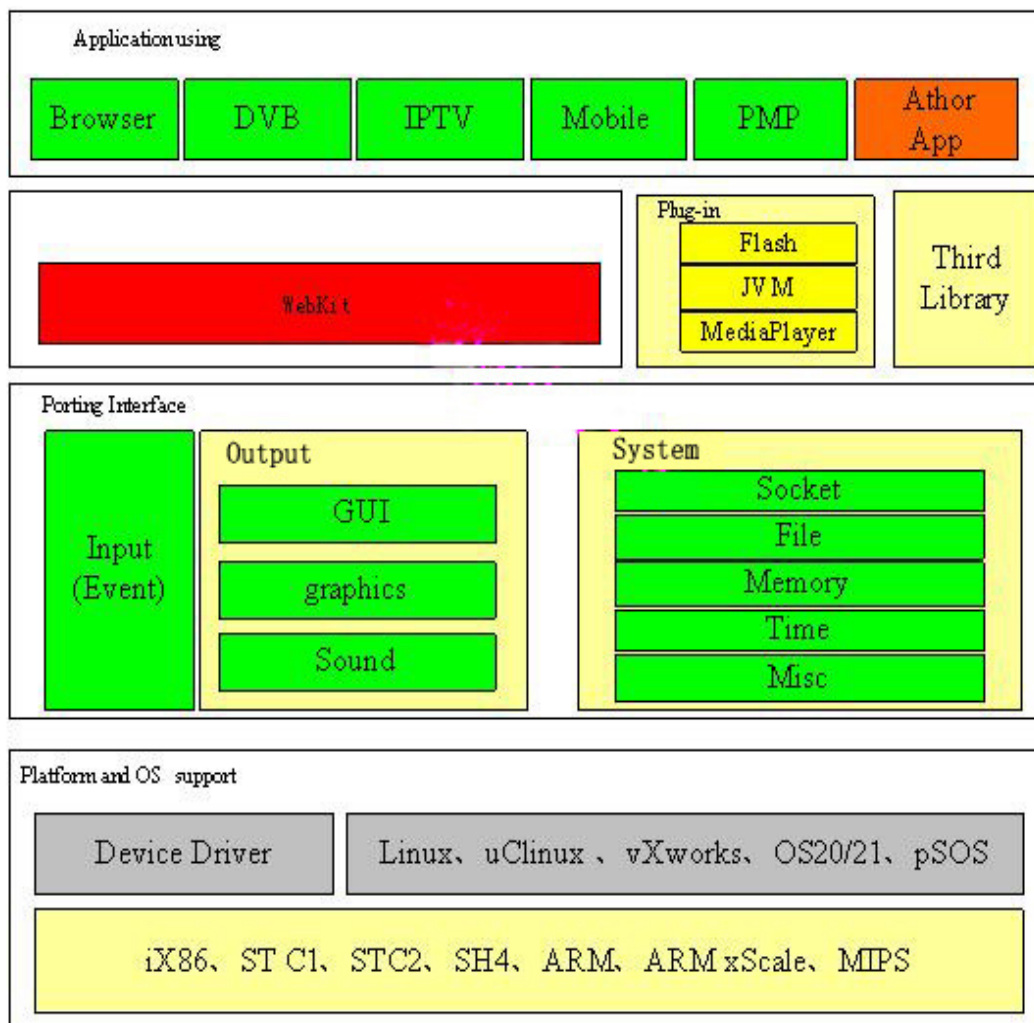 Application using
Browser
DVB
IPTV
Mobile
PMP
Athor
App
WebKit
Plug-in
Flash
JVM
MediaPlayer
Third
Library
Porting Interface
Input
(Event)
Output
GUI
graphics
Sound
System
Socket
File
Memory
Time
Misc
Platform and OS support
Device Driver
Linux、uClinux 、vXworks、OS20/21、pSOS
iX86、ST C1、STC2、SH4、ARM、ARM xScale、MIPS